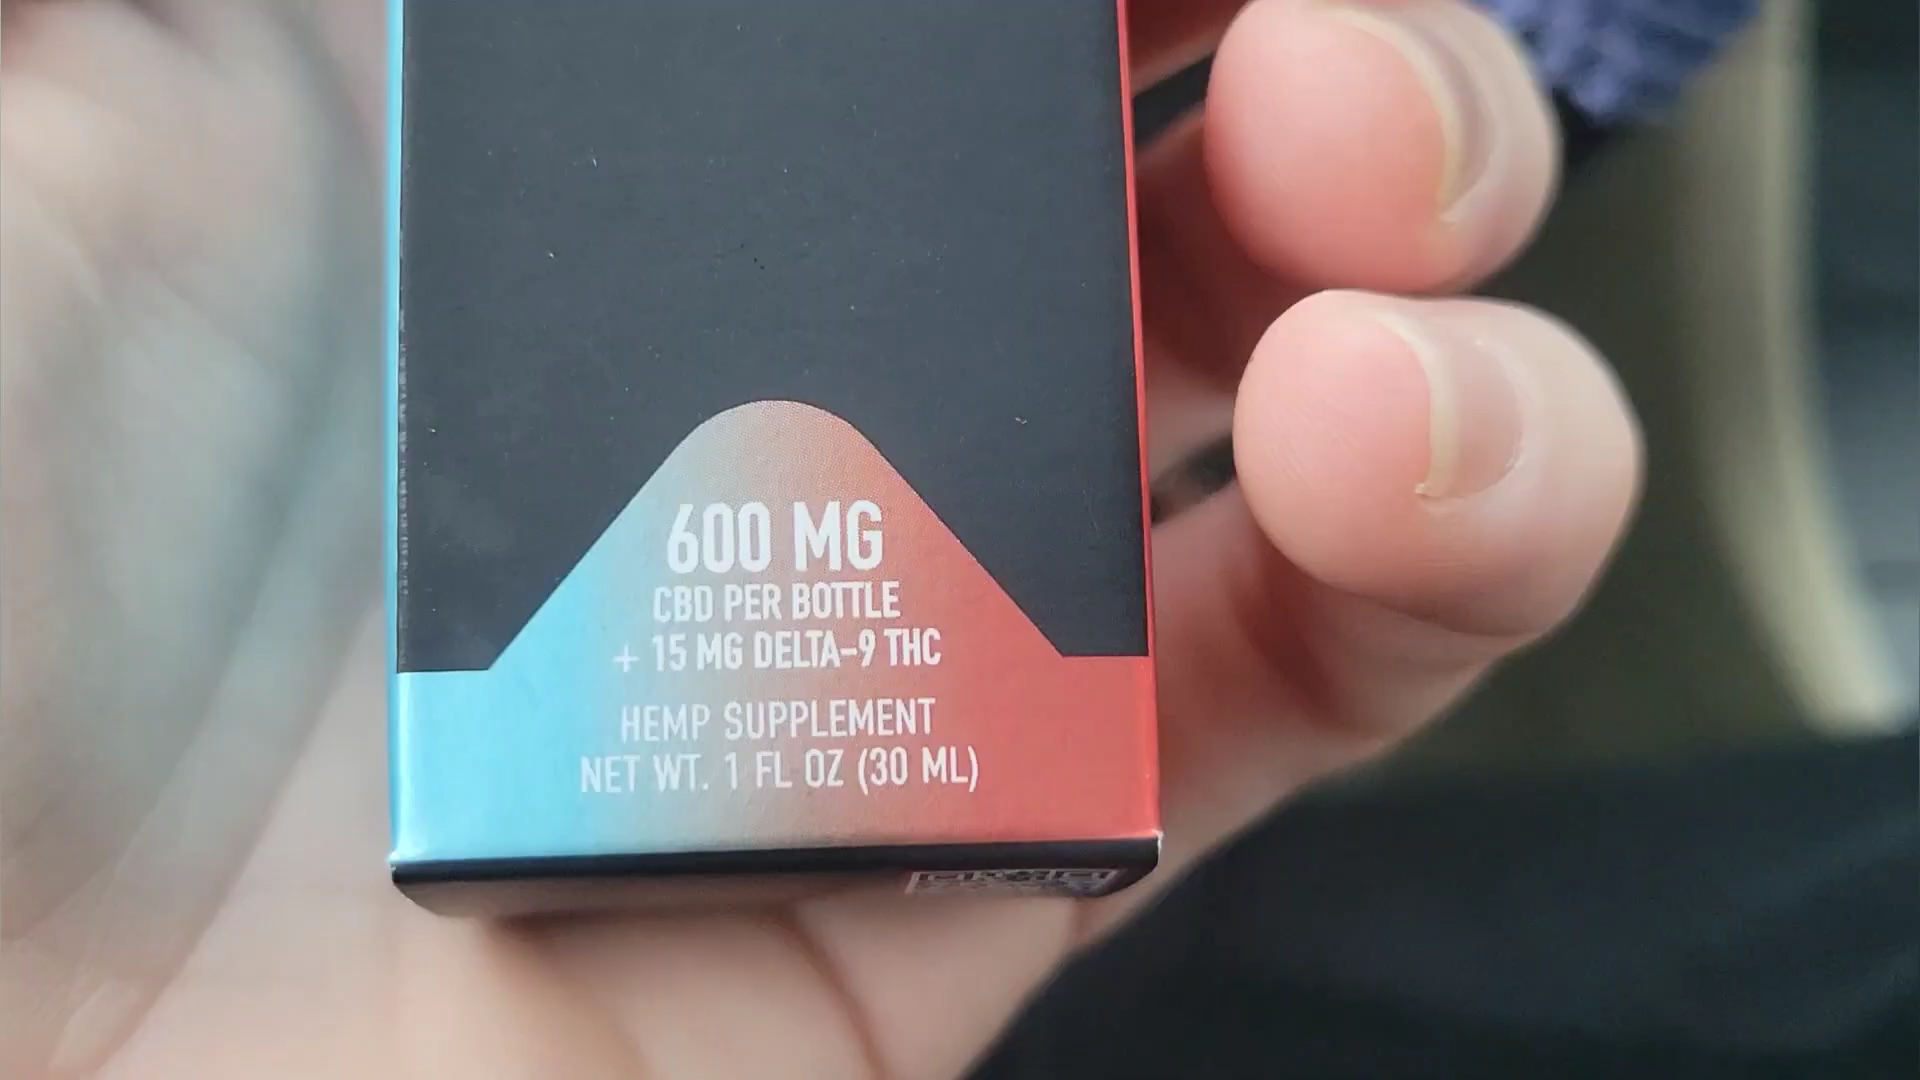 600 MG
CBD PER BOTTLE
+ 15 MG DELTA-9 THC
HEMP SUPPLEMENT
NET WT. 1 FL OZ (30 ML)